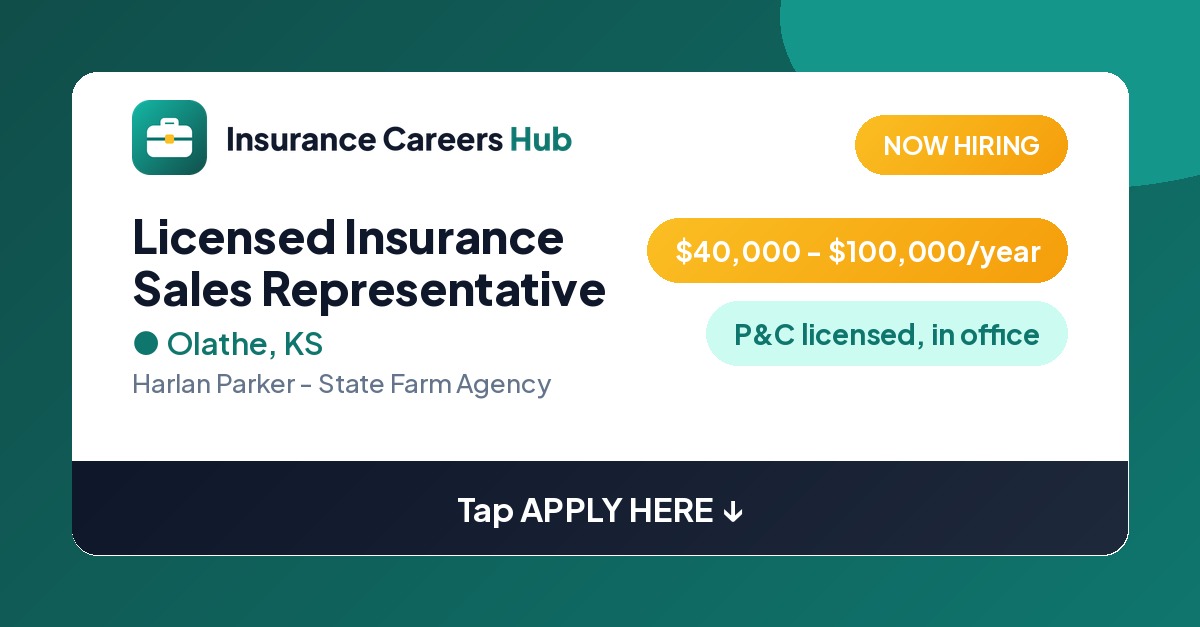 Insurance Careers Hub
NOW HIRING
Licensed Insurance
Sales Representative
$40,000 – $100,000/year
P&C licensed, in office
Olathe, KS
Harlan Parker – State Farm Agency
Tap APPLY HERE ↓